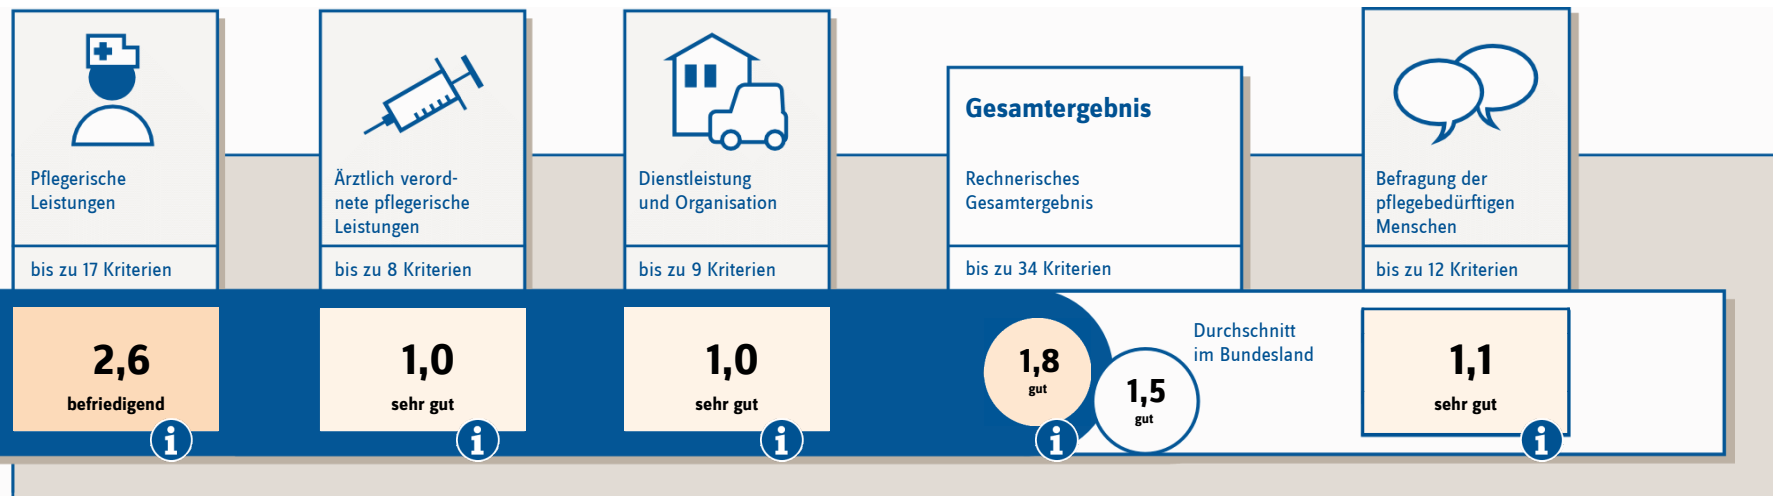 Pflegerische
Leistungen
bis zu 17 Kriterien
2,6
befriedigend
i
Ärztlich verord-
nete pflegerische
Leistungen
bis zu 8 Kriterien
1,0
sehr gut
i
Dienstleistung
und Organisation
bis zu 9 Kriterien
1,0
sehr gut
i
Gesamtergebnis
Rechnerisches
Gesamtergebnis
bis zu 34 Kriterien
1,8
gut
i
1,5
gut
Durchschnitt
im Bundesland
Befragung der
pflegebedürftigen
Menschen
bis zu 12 Kriterien
1,1
sehr gut
i